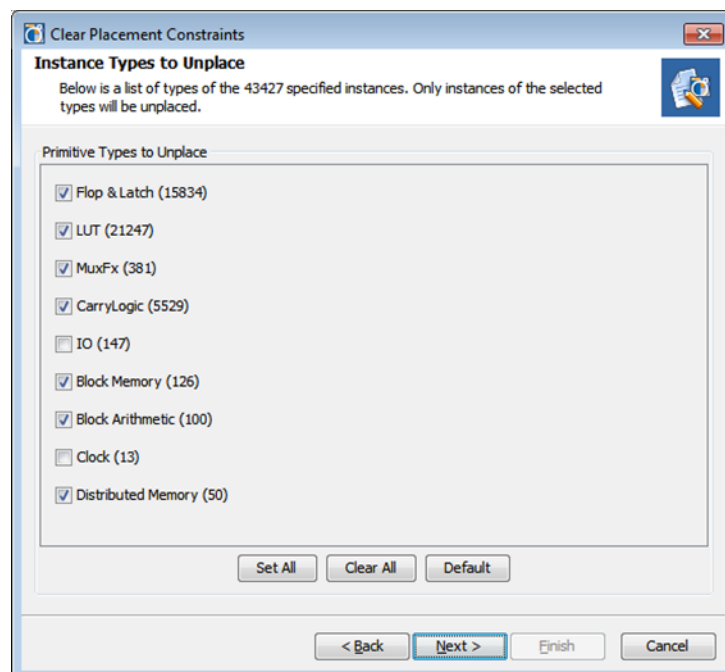 Clear Placement Constraints
Instance Types to Unplace
Below is a list of types of the 43427 specified instances. Only instances of the selected
types will be unplaced.
Primitive Types to Unplace
Flop & Latch (15834)
LUT (21247)
MuxFx (381)
CarryLogic (5529)
IO (147)
Block Memory (126)
Block Arithmetic (100)
Clock (13)
Distributed Memory (50)
Set All Clear All Default
< Back Next > Finish Cancel